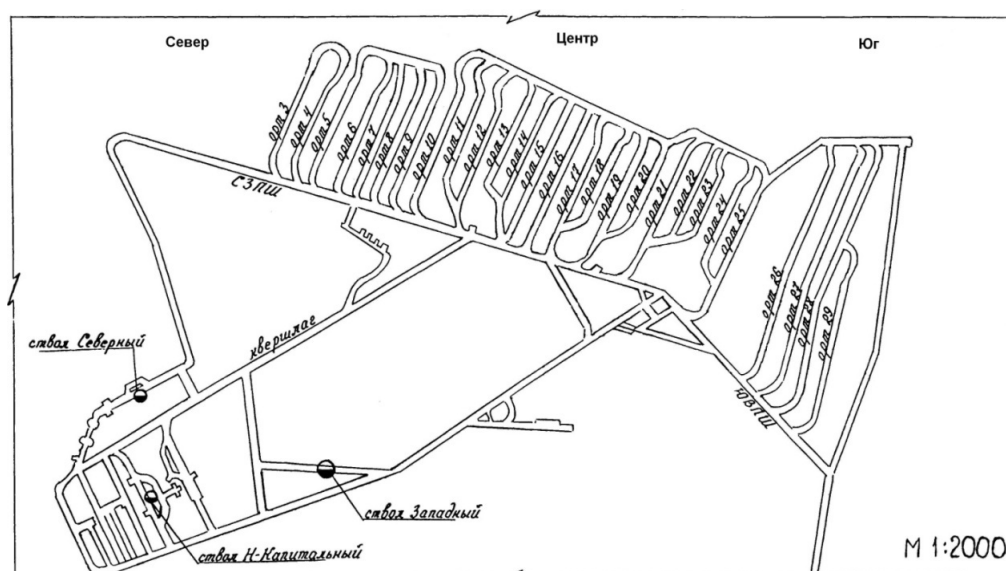 Север
Центр
Юг
орт 3
орт 4
орт 5
орт 6
орт 7
орт 8
орт 9
орт 10
орт 11
орт 12
орт 13
орт 14
орт 15
орт 16
орт 17
орт 18
орт 19
орт 20
орт 21
орт 22
орт 23
орт 24
орт 25
орт 26
орт 27
орт 28
орт 29
СЗПШ
квершлаг
ЮВПШ
ствол Северный
ствол Западный
ствол Н-Капитальный
М 1:2000